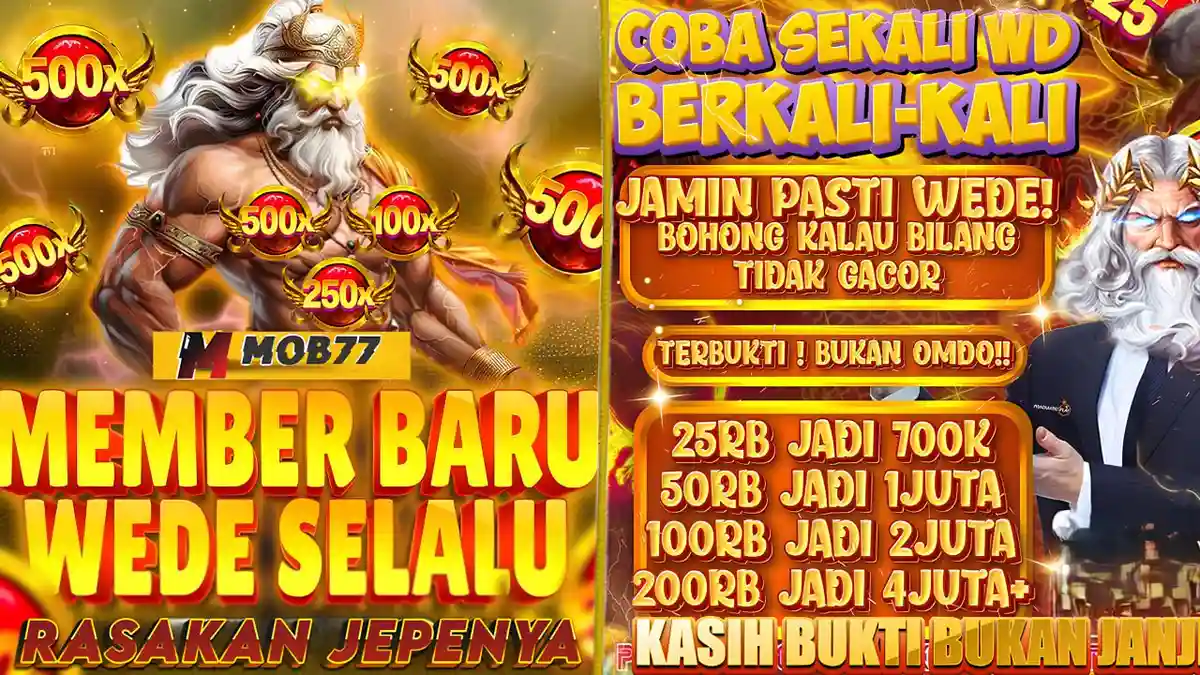 500x
500x
500x
100x
500
500x
250x
MOB77
MEMBER BARU
WEDE SELALU
RASAKAN JEPENYA
COBA SEKALI WD
BERKALI-KALI
JAMIN PASTI WEDE!
BOHONG KALAU BILANG
TIDAK GACOR
TERBUKTI ! BUKAN OMDO!!
25RB JADI 700K
50RB JADI 1JUTA
100RB JADI 2JUTA
200RB JADI 4JUTA+
KASIH BUKTI BUKAN JANJ